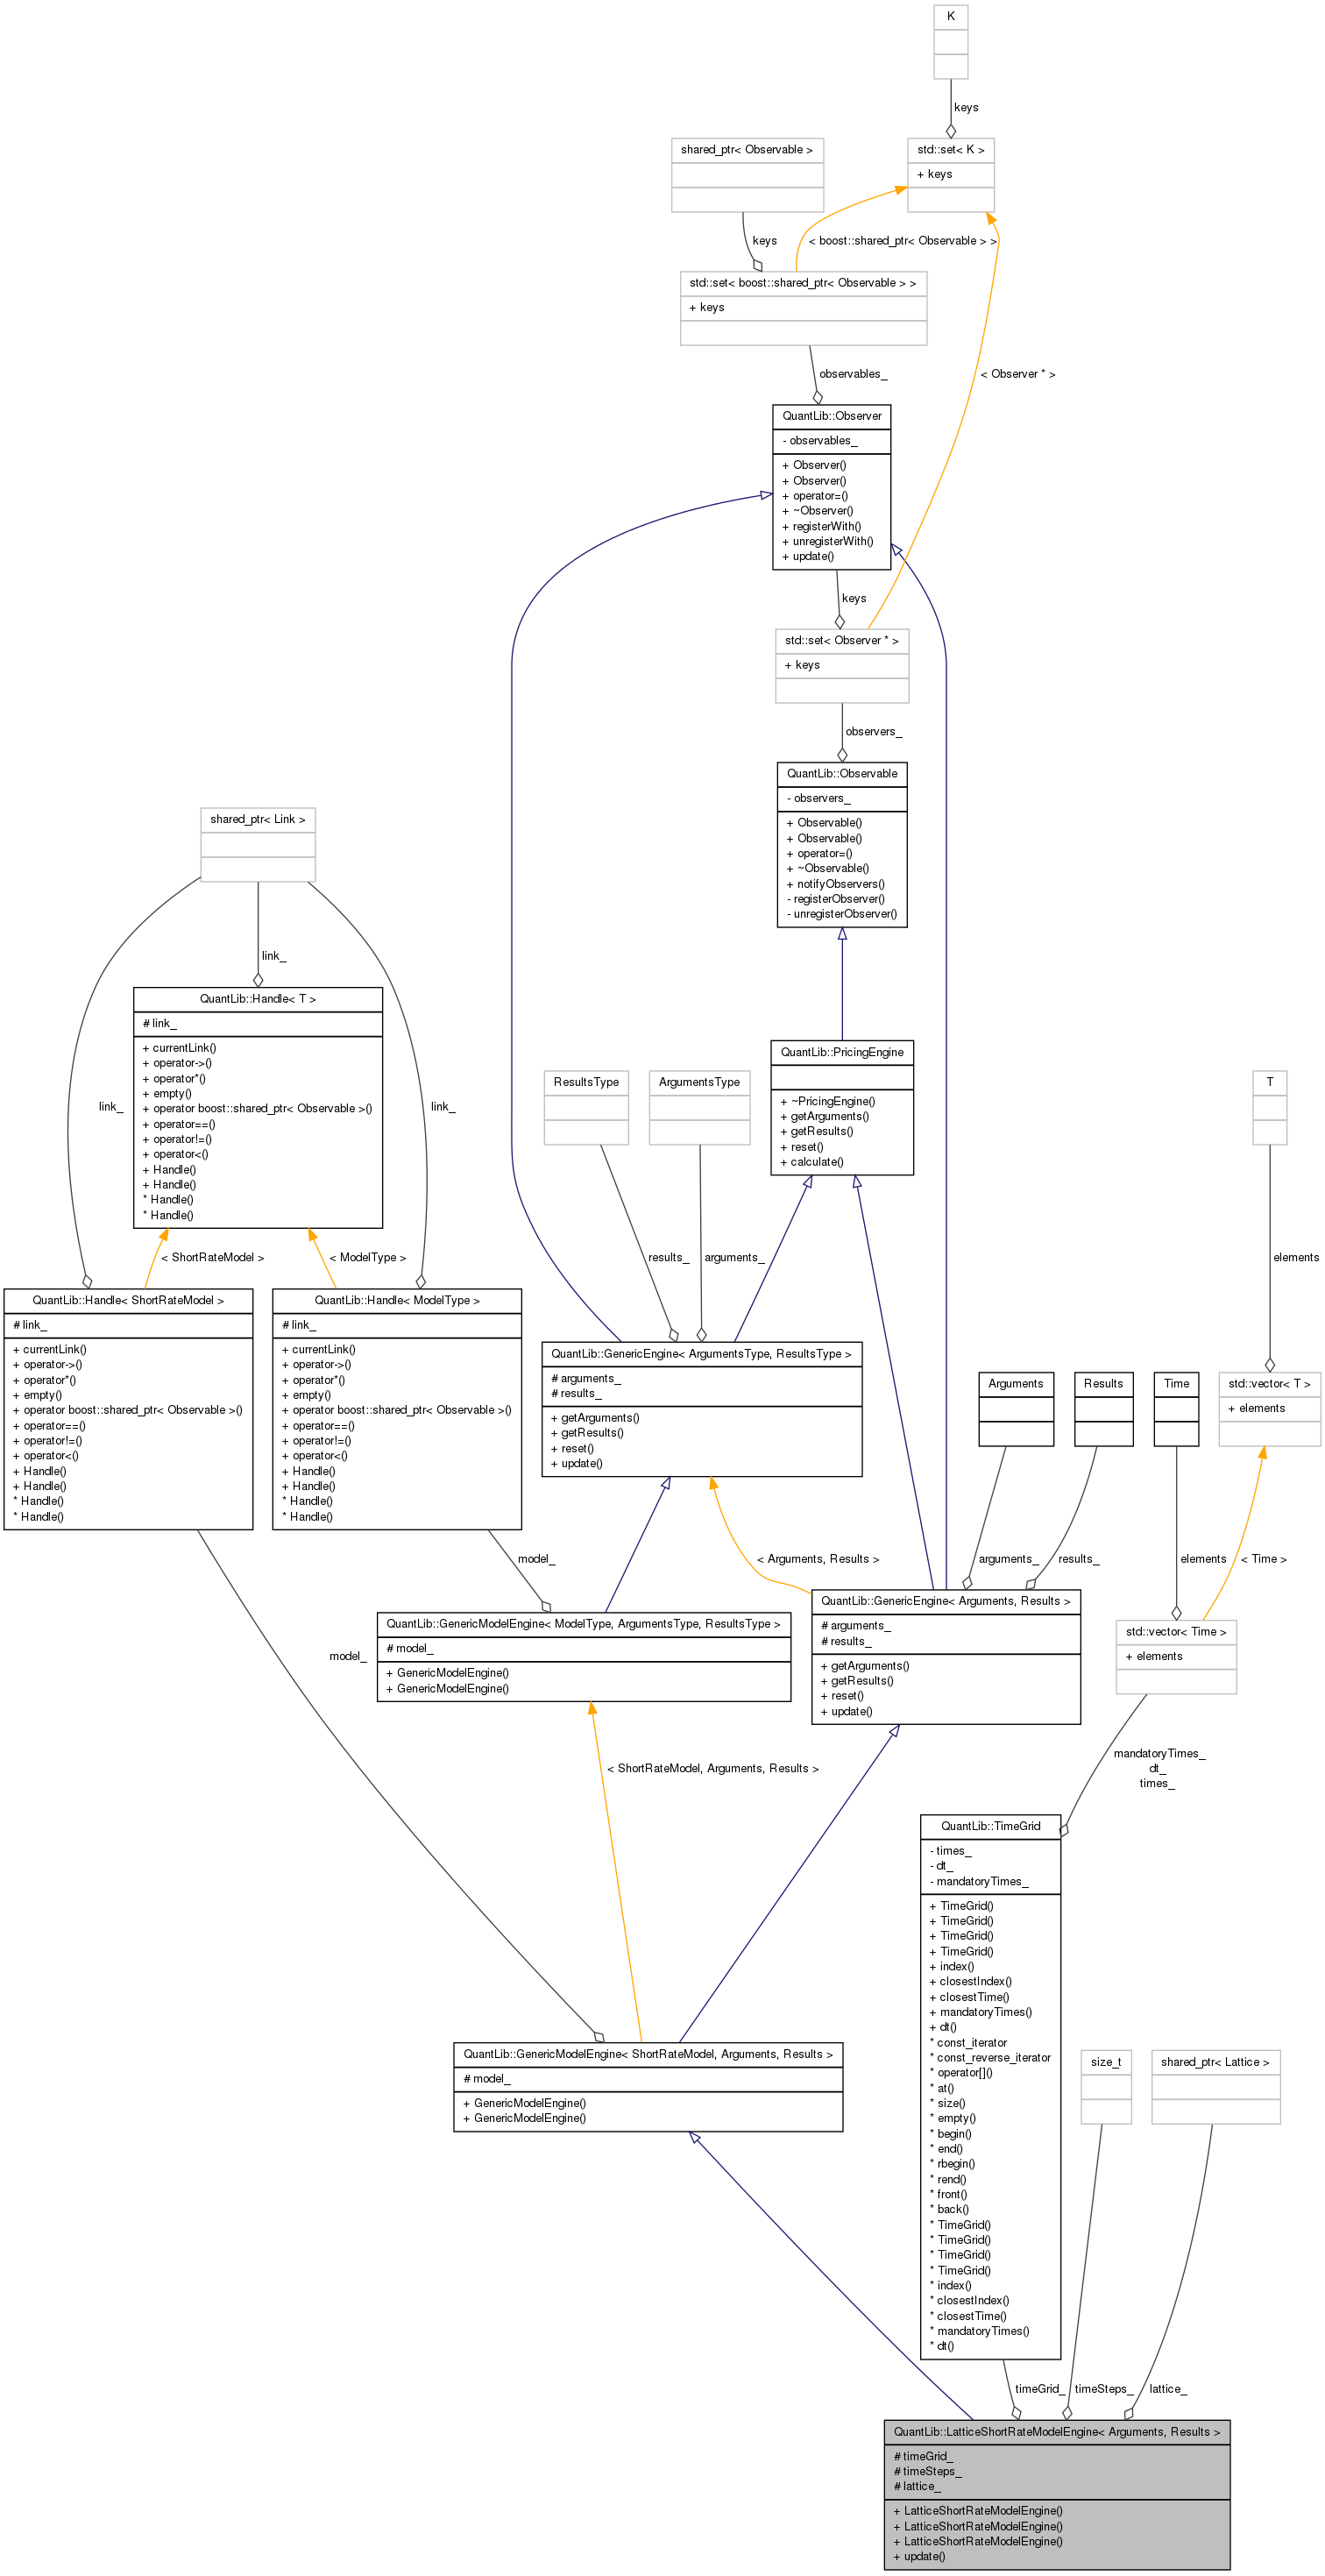 K
keys
shared_ptr< Observable >
std::set< K >
+ keys
keys
< boost::shared_ptr< Observable > >
std::set< boost::shared_ptr< Observable > >
+ keys
observables_
< Observer * >
QuantLib::Observer
- observables_
+ Observer()
+ Observer()
+ operator=()
+ ~Observer()
+ registerWith()
+ unregisterWith()
+ update()
keys
std::set< Observer * >
+ keys
observers_
QuantLib::Observable
- observers_
+ Observable()
+ Observable()
+ operator=()
+ ~Observable()
+ notifyObservers()
- registerObserver()
- unregisterObserver()
shared_ptr< Link >
link_
QuantLib::Handle< T >
# link_
+ currentLink()
+ operator->()
+ operator*()
+ empty()
+ operator boost::shared_ptr< Observable >()
+ operator==()
+ operator!=()
+ operator<()
+ Handle()
+ Handle()
* Handle()
* Handle()
link_
link_
QuantLib::PricingEngine
+ ~PricingEngine()
+ getArguments()
+ getResults()
+ reset()
+ calculate()
ResultsType
ArgumentsType
T
< ShortRateModel >
< ModelType >
results_
arguments_
elements
QuantLib::Handle< ShortRateModel >
# link_
+ currentLink()
+ operator->()
+ operator*()
+ empty()
+ operator boost::shared_ptr< Observable >()
+ operator==()
+ operator!=()
+ operator<()
+ Handle()
+ Handle()
* Handle()
* Handle()
QuantLib::Handle< ModelType >
# link_
+ currentLink()
+ operator->()
+ operator*()
+ empty()
+ operator boost::shared_ptr< Observable >()
+ operator==()
+ operator!=()
+ operator<()
+ Handle()
+ Handle()
* Handle()
* Handle()
QuantLib::GenericEngine< ArgumentsType, ResultsType >
# arguments_
# results_
+ getArguments()
+ getResults()
+ reset()
+ update()
Arguments
Results
Time
std::vector< T >
+ elements
model_
< Arguments, Results >
arguments_
results_
elements
< Time >
QuantLib::GenericModelEngine< ModelType, ArgumentsType, ResultsType >
# model_
+ GenericModelEngine()
+ GenericModelEngine()
QuantLib::GenericEngine< Arguments, Results >
# arguments_
# results_
+ getArguments()
+ getResults()
+ reset()
+ update()
std::vector< Time >
+ elements
model_
< ShortRateModel, Arguments, Results >
mandatoryTimes_
dt_
times_
QuantLib::TimeGrid
- times_
- dt_
- mandatoryTimes_
+ TimeGrid()
+ TimeGrid()
+ TimeGrid()
+ TimeGrid()
+ index()
+ closestIndex()
+ closestTime()
+ mandatoryTimes()
+ dt()
* const_iterator
* const_reverse_iterator
* operator[]()
* at()
* size()
* empty()
* begin()
* end()
* rbegin()
* rend()
* front()
* back()
* TimeGrid()
* TimeGrid()
* TimeGrid()
* TimeGrid()
* index()
* closestIndex()
* closestTime()
* mandatoryTimes()
* dt()
QuantLib::GenericModelEngine< ShortRateModel, Arguments, Results >
# model_
+ GenericModelEngine()
+ GenericModelEngine()
size_t
shared_ptr< Lattice >
timeGrid_
timeSteps_
lattice_
QuantLib::LatticeShortRateModelEngine< Arguments, Results >
# timeGrid_
# timeSteps_
# lattice_
+ LatticeShortRateModelEngine()
+ LatticeShortRateModelEngine()
+ LatticeShortRateModelEngine()
+ update()